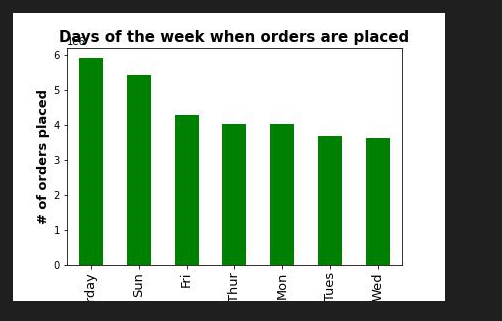 Days of the week when orders are placed
# of orders placed
6
5
4
3
2
1
0
rday
Sun
Fri
Thur
Mon
Tues
Wed